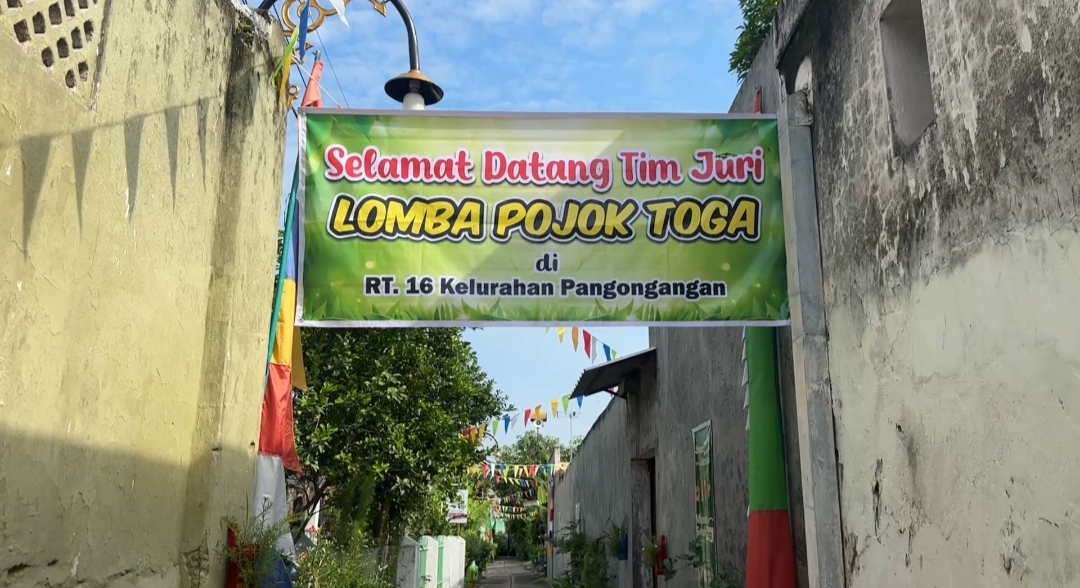 Selamat Datang Tim Juri
LOMBA POJOK TOGA
di
RT. 16 Kelurahan Pangongangan